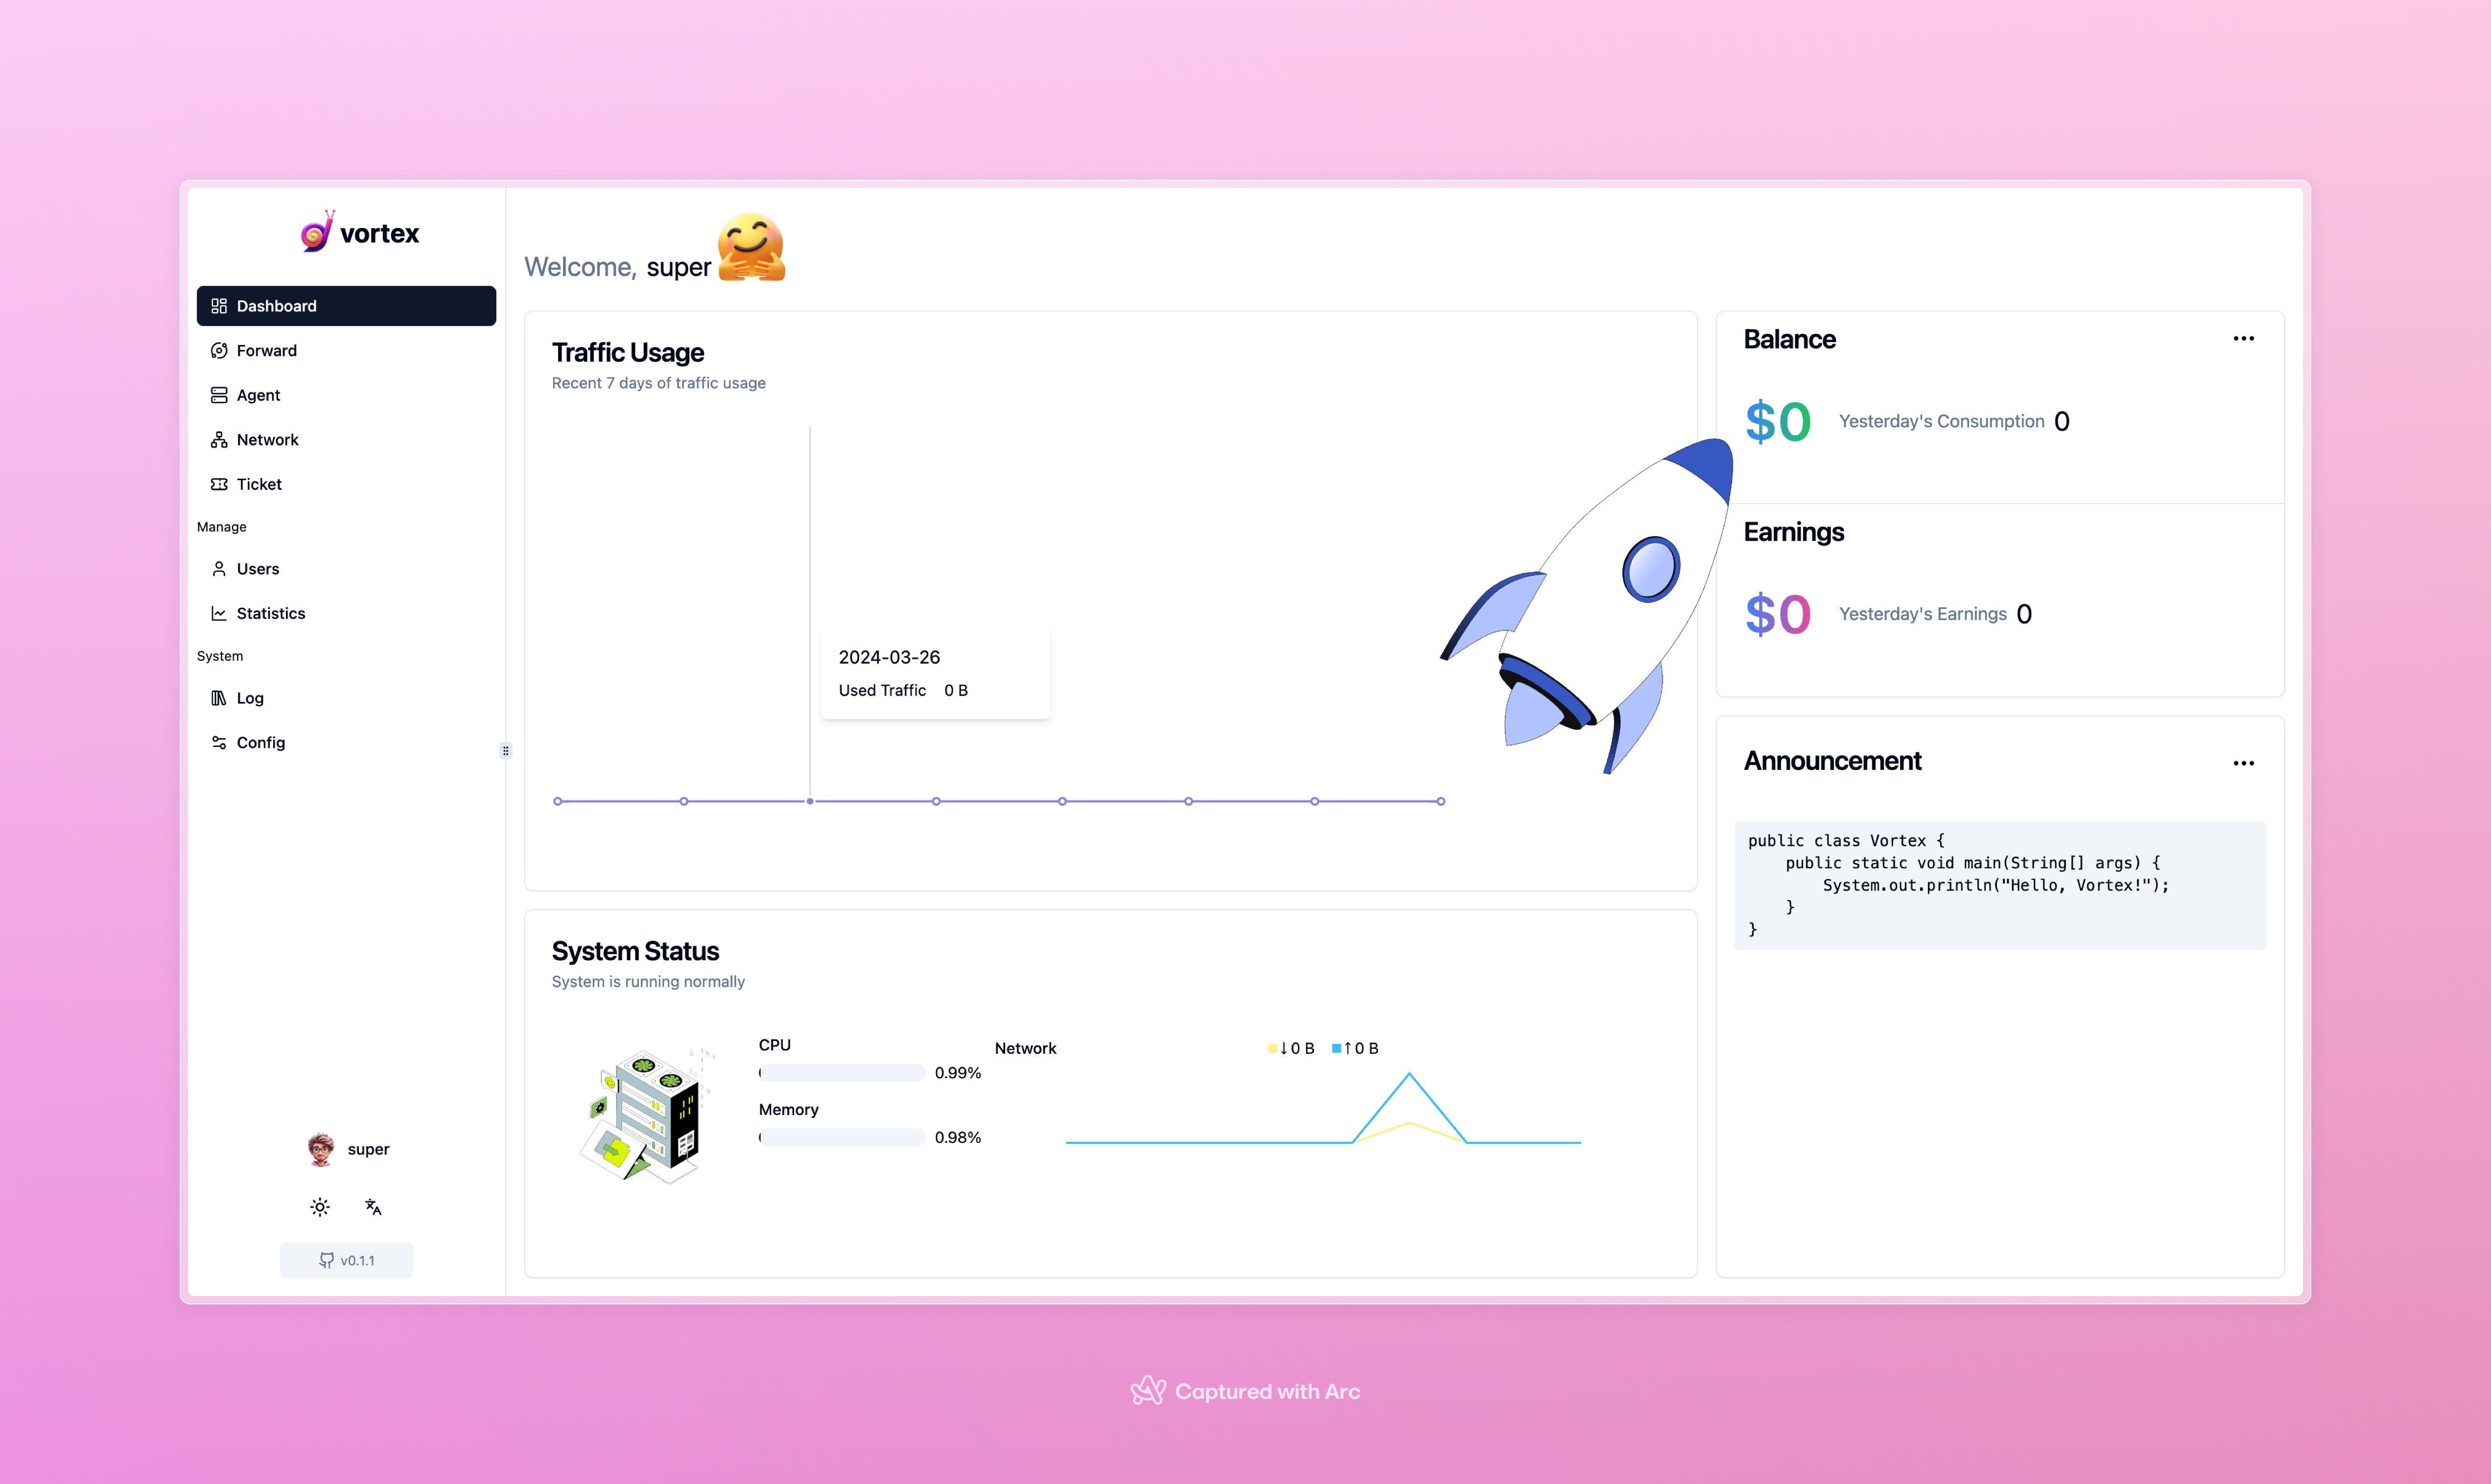 vortex
Dashboard
Forward
Agent
Network
Ticket
Manage
Users
Statistics
System
Log
Config
super
v0.1.1
Welcome, super
Traffic Usage
Recent 7 days of traffic usage
2024-03-26
Used Traffic 0 B
System Status
System is running normally
CPU
0.99%
Memory
0.98%
Network
↓0 B ↑0 B
Balance
$0 Yesterday's Consumption 0
Earnings
$0 Yesterday's Earnings 0
Announcement
public class Vortex {
    public static void main(String[] args) {
        System.out.println("Hello, Vortex!");
    }
}
Captured with Arc